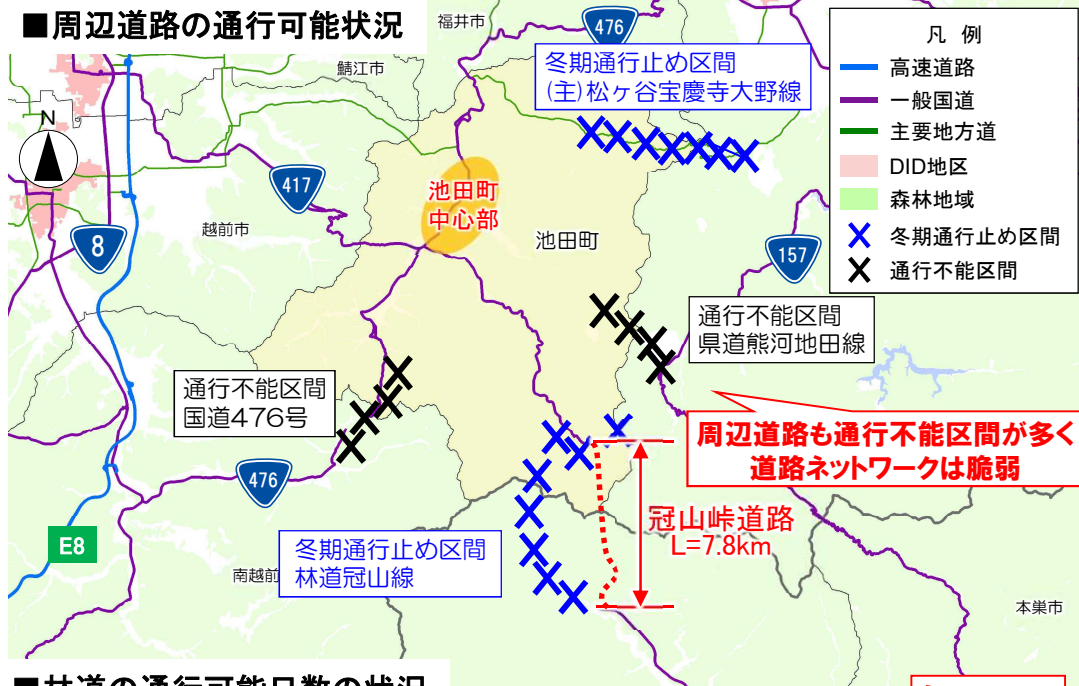 ■周辺道路の通行可能状況
福井市
476
冬期通行止め区間
(主)松ヶ谷宝慶寺大野線
凡 例
高速道路
一般国道
主要地方道
DID地区
森林地域
冬期通行止め区間
通行不能区間
鯖江市
N
417
池田町
中心部
8
越前市
池田町
157
通行不能区間
県道熊河池田線
通行不能区間
国道476号
周辺道路も通行不能区間が多く
道路ネットワークは脆弱
476
冠山峠道路
L=7.8km
E8
冬期通行止め区間
林道冠山線
南越前
本巣市
■林道の通行可能日数の状況